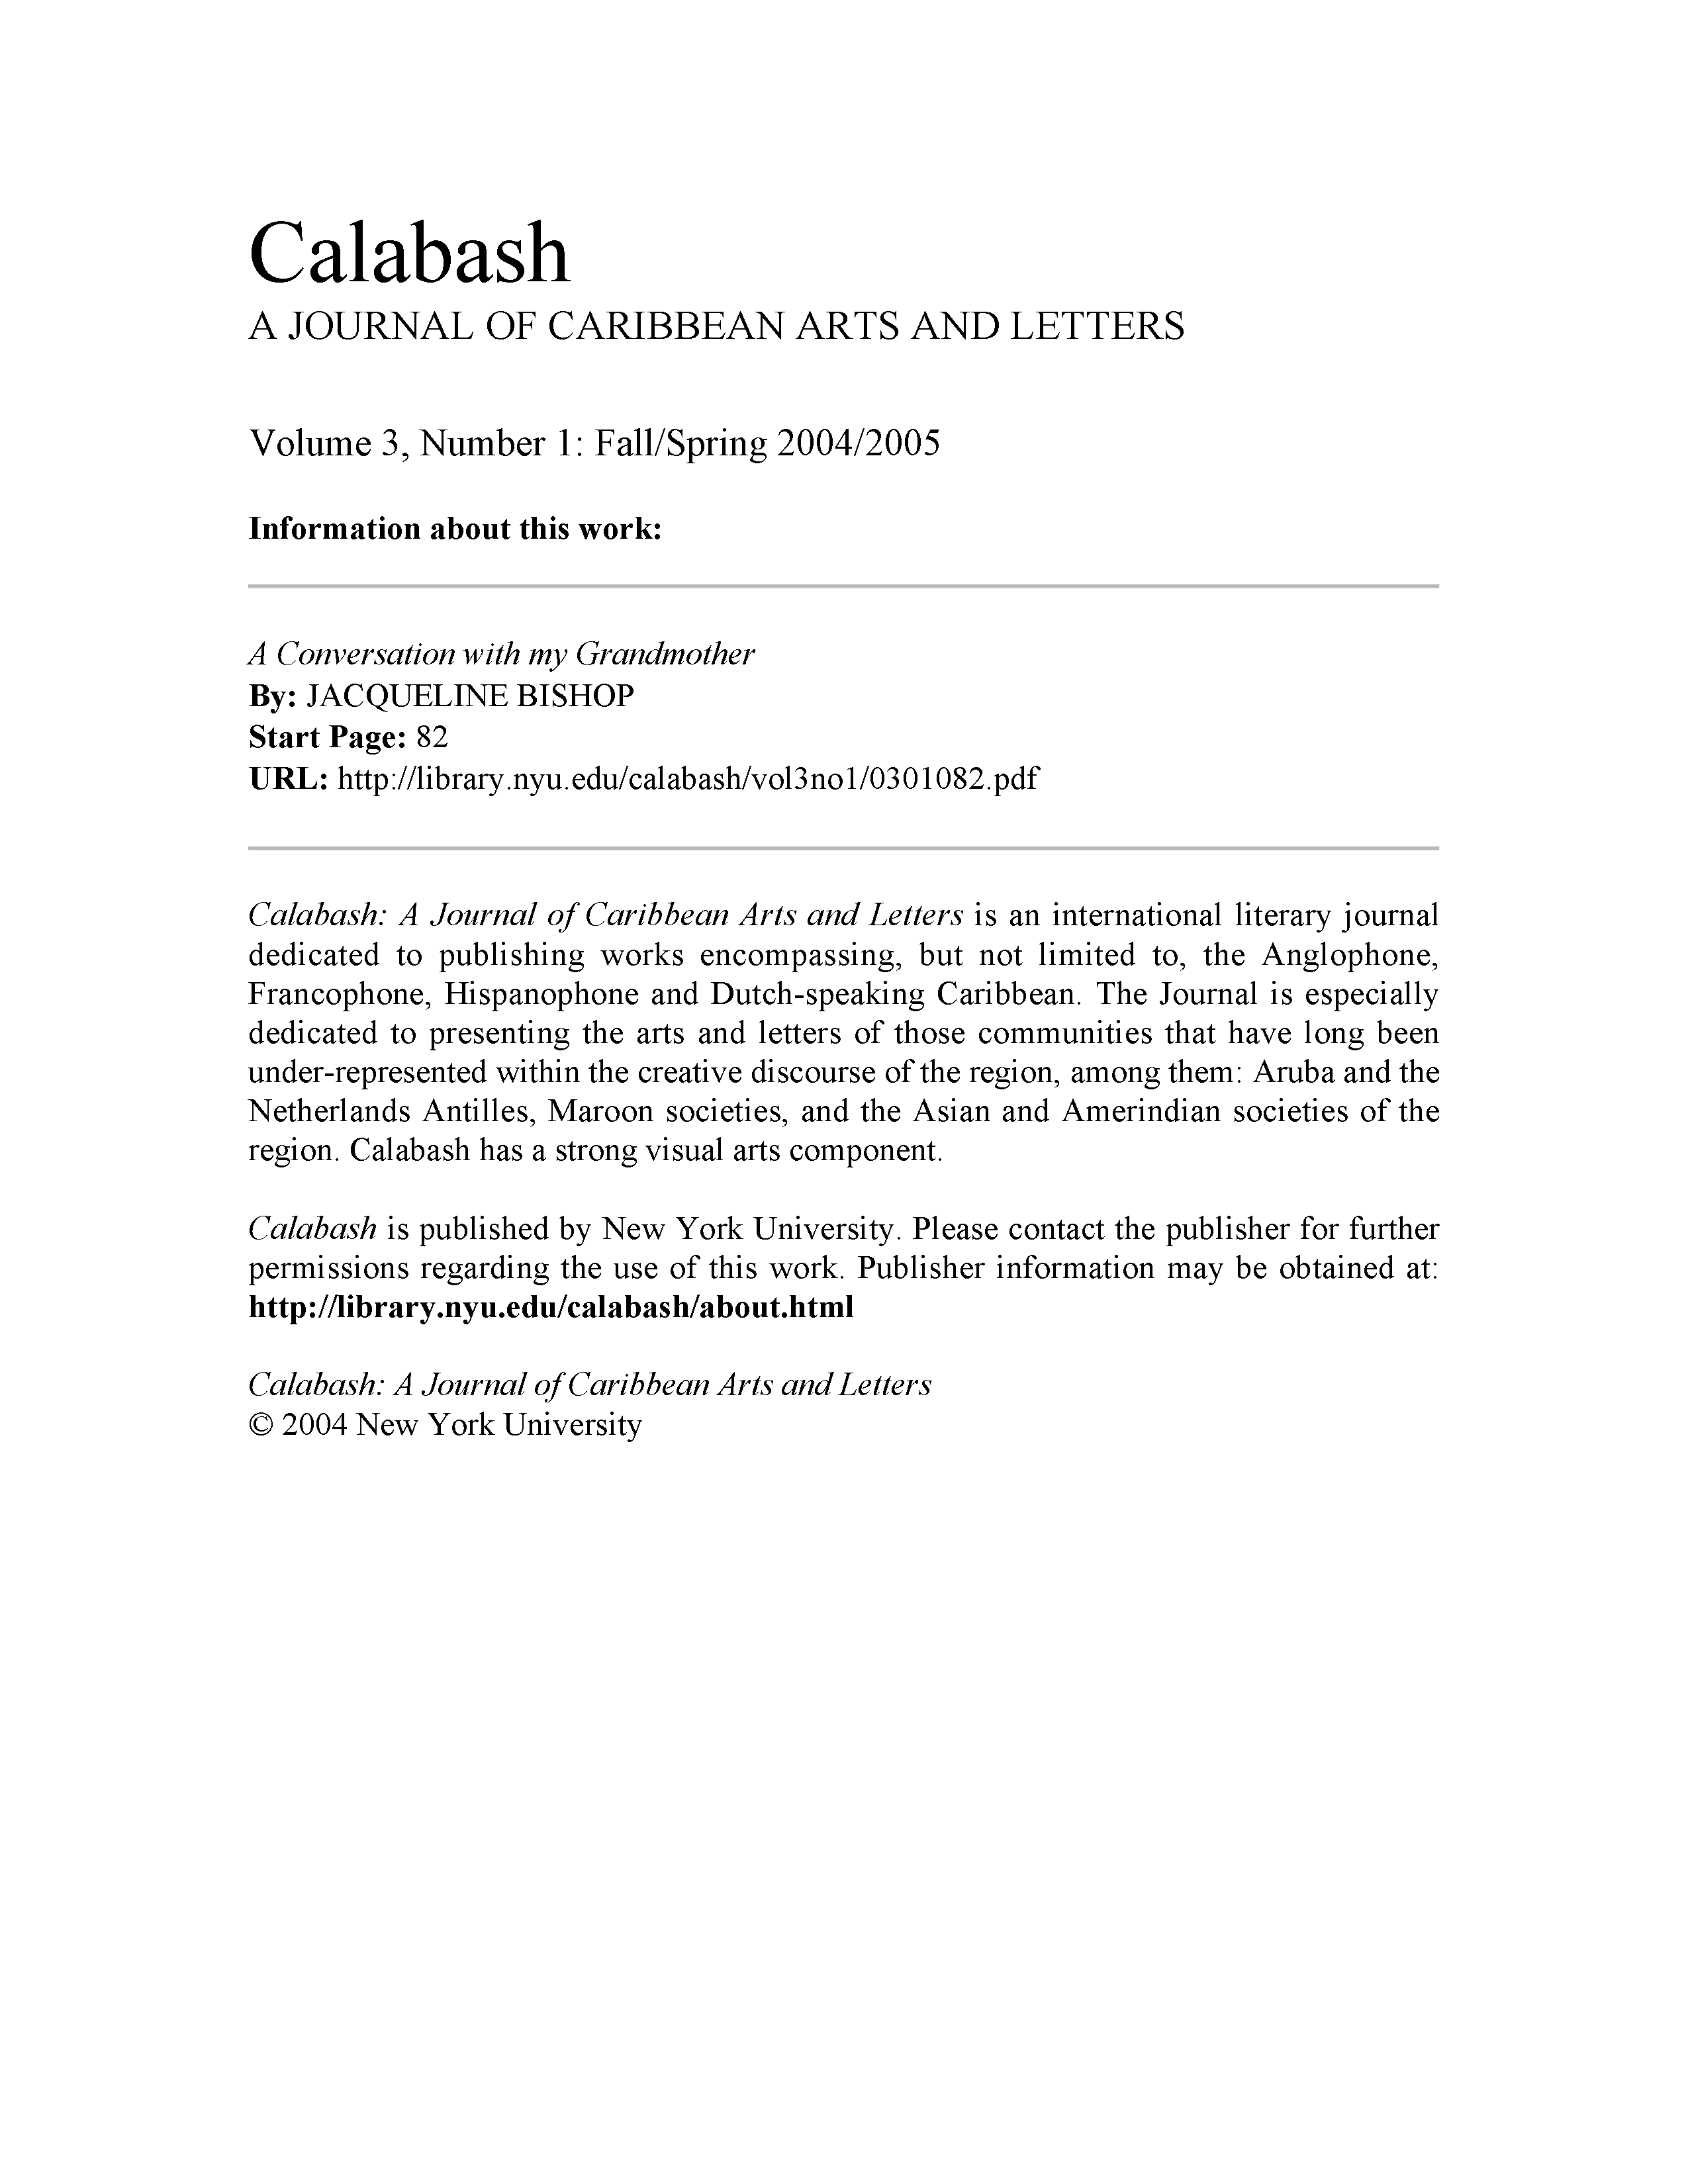 Calabash
A JOURNAL OF CARIBBEAN ARTS AND LETTERS
Volume 3, Number 1: Fall/Spring 2004/2005
Information about this work:
A Conversation with my Grandmother
By: JACQUELINE BISHOP
Start Page: 82
URL: http://library.nyu.edu/calabash/vol3no1/0301082.pdf
Calabash: A Journal of Caribbean Arts and Letters is an international literary journal
dedicated to publishing works encompassing, but not limited to, the Anglophone,
Francophone, Hispanophone and Dutch-speaking Caribbean. The Journal is especially
dedicated to presenting the arts and letters of those communities that have long been
under-represented within the creative discourse of the region, among them: Aruba and the
Netherlands Antilles, Maroon societies, and the Asian and Amerindian societies of the
region. Calabash has a strong visual arts component.
Calabash is published by New York University. Please contact the publisher for further
permissions regarding the use of this work. Publisher information may be obtained at:
http://library.nyu.edu/calabash/about.html
Calabash: A Journal of Caribbean Arts and Letters
© 2004 New York University